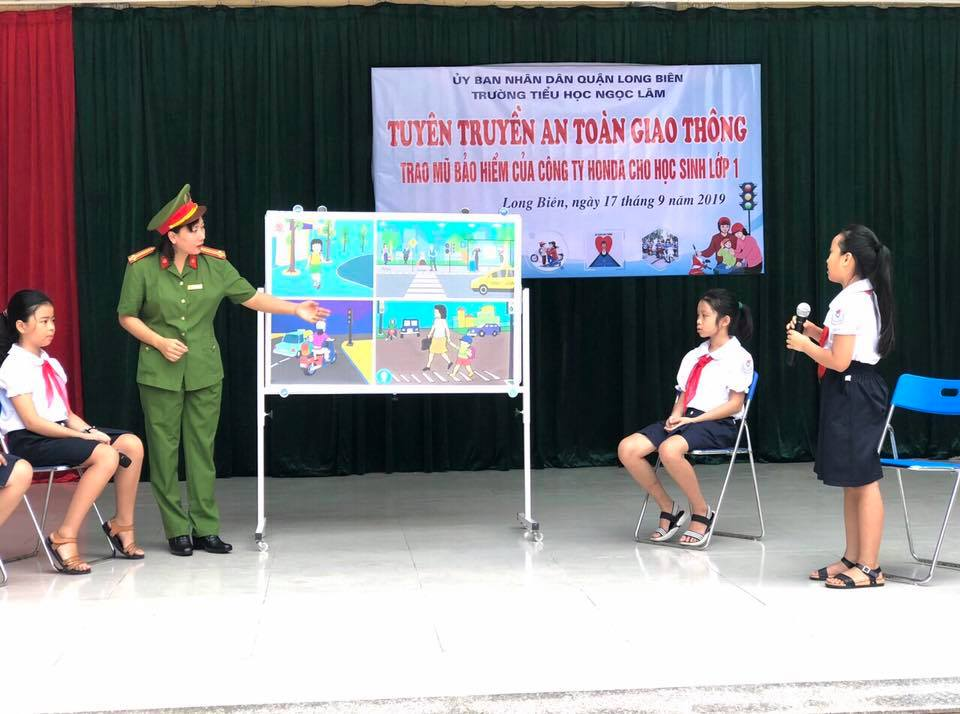 ỦY BAN NHÂN DÂN QUẬN LONG BIÊN
TRƯỜNG TIỂU HỌC NGỌC LÂM
TUYÊN TRUYỀN AN TOÀN GIAO THÔNG
TRAO MŨ BẢO HIỂM CỦA CÔNG TY HONDA CHO HỌC SINH LỚP 1
Long Biên, ngày 17 tháng 9 năm 2019